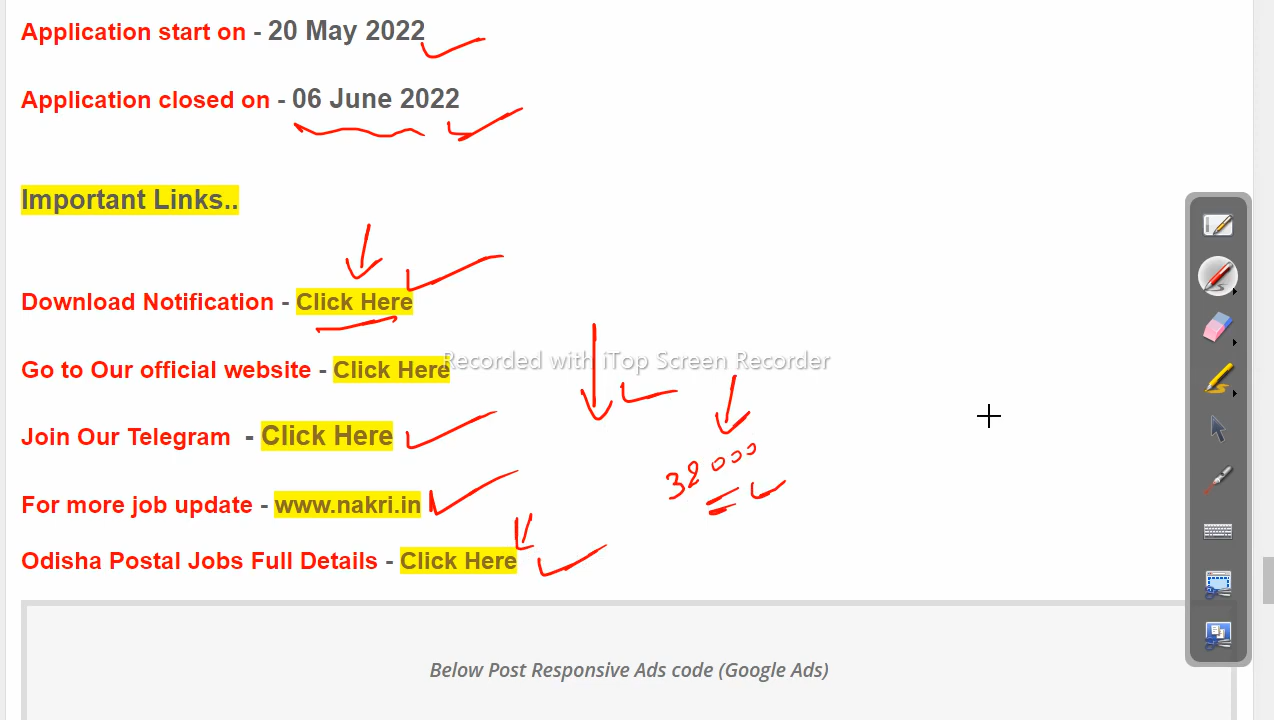 Application start on - 20 May 2022
Application closed on - 06 June 2022
Important Links..
Download Notification - Click Here
Go to Our official website - Click Here
Recorded with iTop Screen Recorder
Join Our Telegram - Click Here
38000
For more job update - www.nakri.in
Odisha Postal Jobs Full Details - Click Here
Below Post Responsive Ads code (Google Ads)